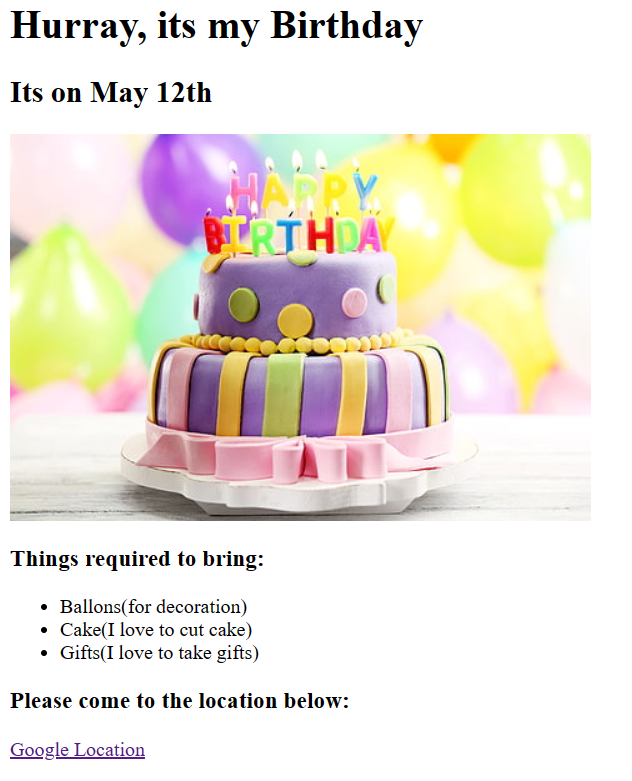 Hurray, its my Birthday
Its on May 12th
HAPPY
BIRTHDAY
Things required to bring:
Ballons(for decoration)
Cake(I love to cut cake)
Gifts(I love to take gifts)
Please come to the location below:
Google Location